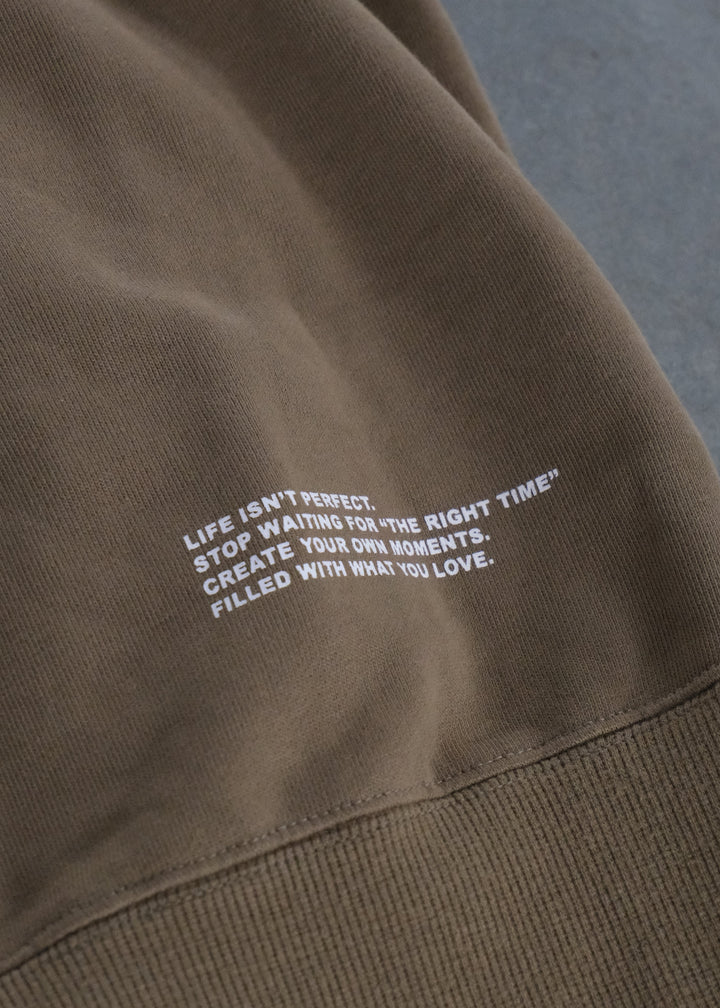 LIFE ISN'T PERFECT.
STOP WAITING FOR “THE RIGHT TIME”
CREATE YOUR OWN MOMENTS.
FILLED WITH WHAT YOU LOVE.